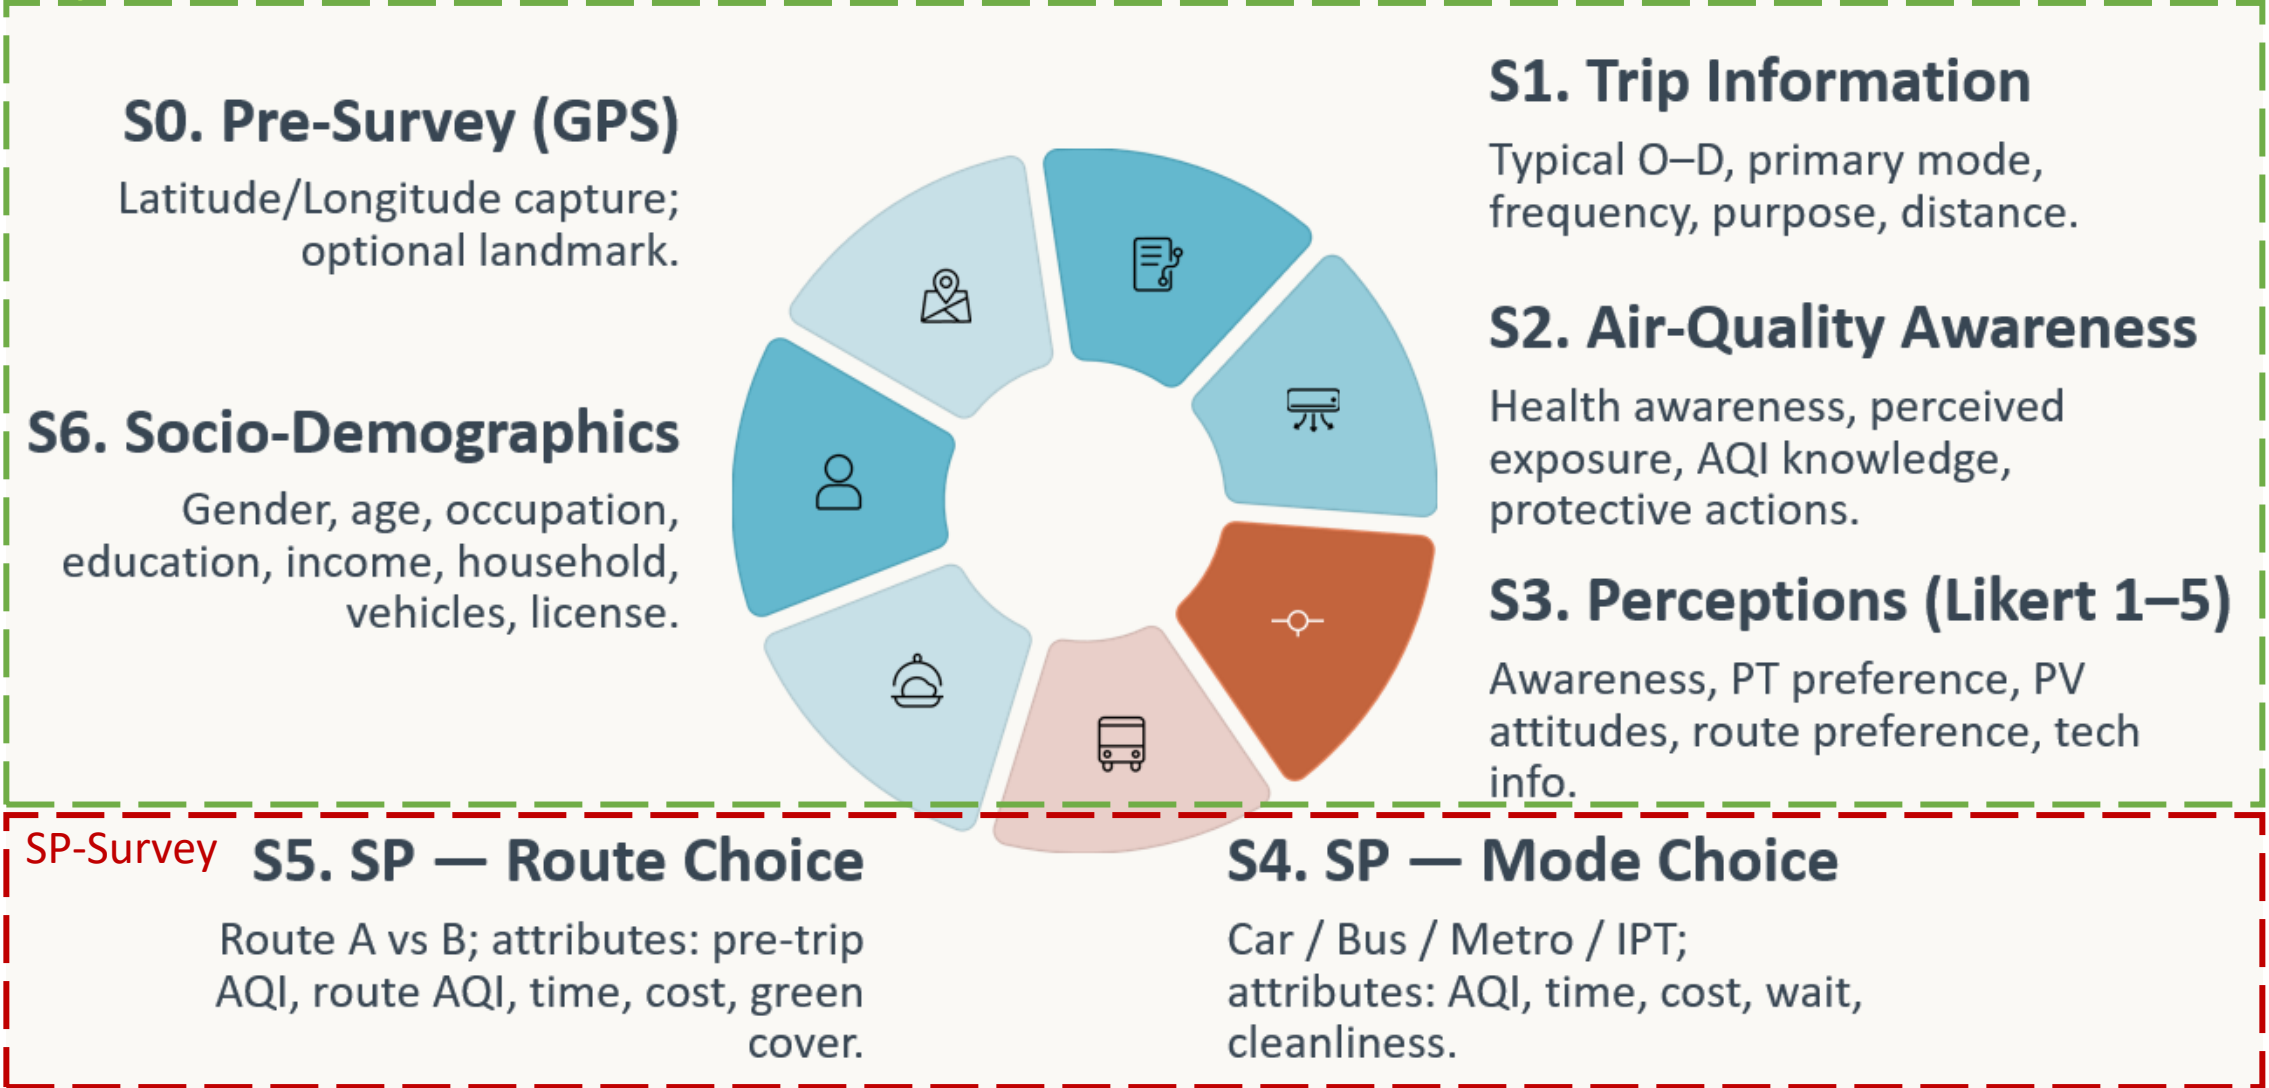 S0. Pre-Survey (GPS)
Latitude/Longitude capture;
optional landmark.
S1. Trip Information
Typical O–D, primary mode,
frequency, purpose, distance.
S2. Air-Quality Awareness
Health awareness, perceived
exposure, AQI knowledge,
protective actions.
S3. Perceptions (Likert 1–5)
Awareness, PT preference, PV
attitudes, route preference, tech
info.
S6. Socio-Demographics
Gender, age, occupation,
education, income, household,
vehicles, license.
SP-Survey
S5. SP — Route Choice
Route A vs B; attributes: pre-trip
AQI, route AQI, time, cost, green
cover.
S4. SP — Mode Choice
Car / Bus / Metro / IPT;
attributes: AQI, time, cost, wait,
cleanliness.